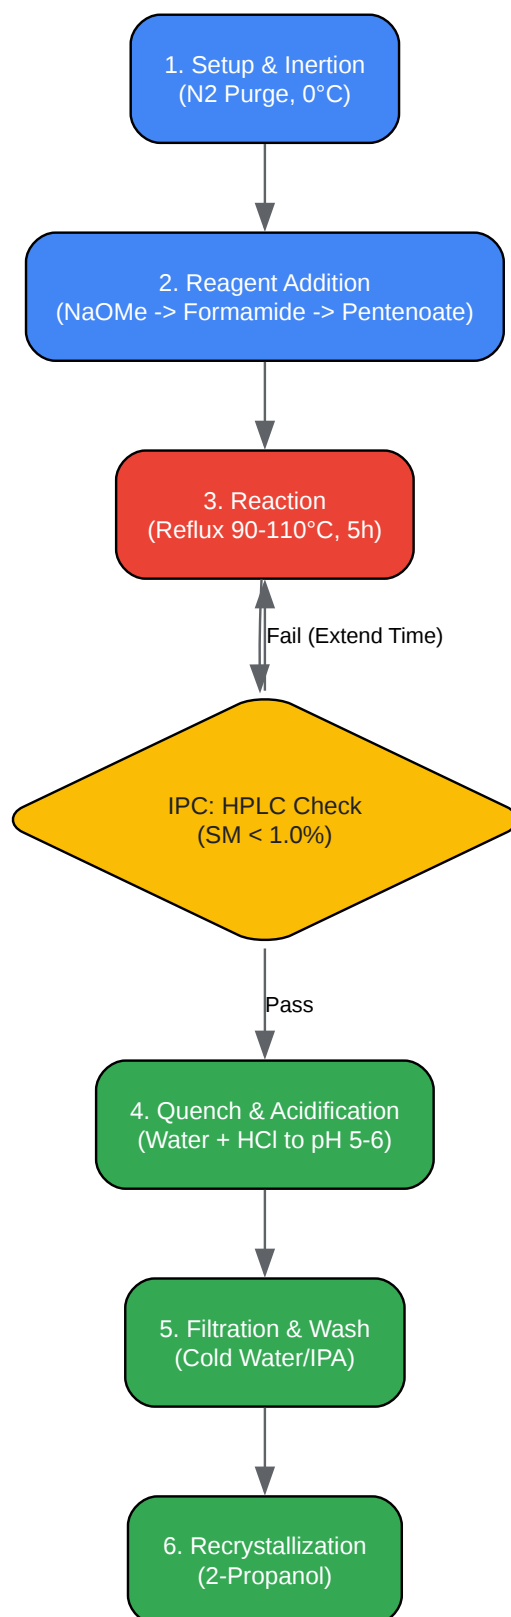 1. Setup & Inertion
(N2 Purge, 0°C)
2. Reagent Addition
(NaOMe -> Formamide -> Pentenoate)
3. Reaction
(Reflux 90-110°C, 5h)
Fail (Extend Time)
IPC: HPLC Check
(SM < 1.0%)
Pass
4. Quench & Acidification
(Water + HCl to pH 5-6)
5. Filtration & Wash
(Cold Water/IPA)
6. Recrystallization
(2-Propanol)